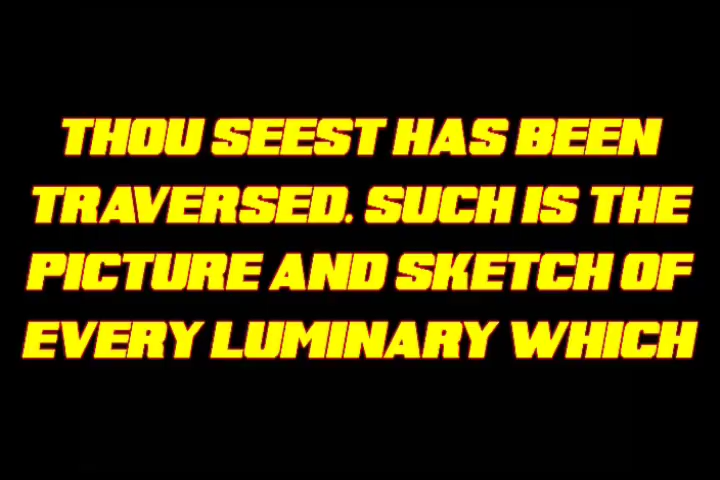 THOU SEEST HAS BEEN
TRAVERSED. SUCH IS THE
PICTURE AND SKETCH OF
EVERY LUMINARY WHICH